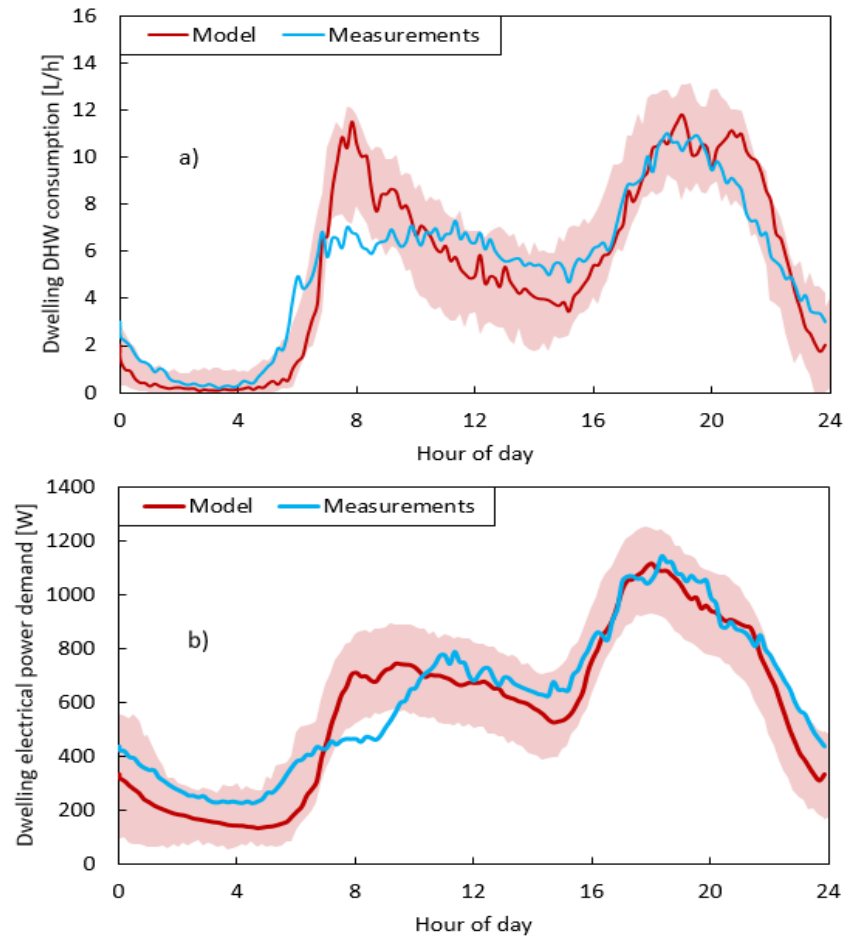 Dwelling DHW consumption [L/h]
16
14
12
10
8
6
4
2
0
Model Measurements
a)
0 4 8 12 16 20 24
Hour of day
Dwelling electrical power demand [W]
1400
1200
1000
800
600
400
200
0
Model Measurements
b)
0 4 8 12 16 20 24
Hour of day